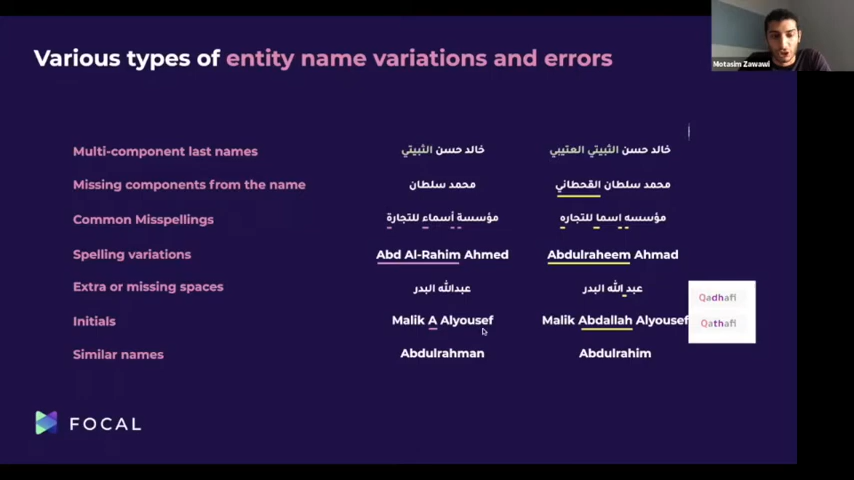 Motasim Zawawi
Various types of entity name variations and errors
Multi-component last names
خالد حسن الثبيتي
خالد حسن الثبيتي العتيبي
Missing components from the name
محمد سلطان
محمد سلطان القحطاني
Common Misspellings
مؤسسة أسماء للتجارة
مؤسسه اسما للتجاره
Spelling variations
Abd Al-Rahim Ahmed
Abdulraheem Ahmad
Extra or missing spaces
عبدالله البدر
عبد الله البدر
Initials
Malik A Alyousef
Malik Abdallah Alyousef
Similar names
Abdulrahman
Abdulrahim
Qadhafi
Qathafi
FOCAL